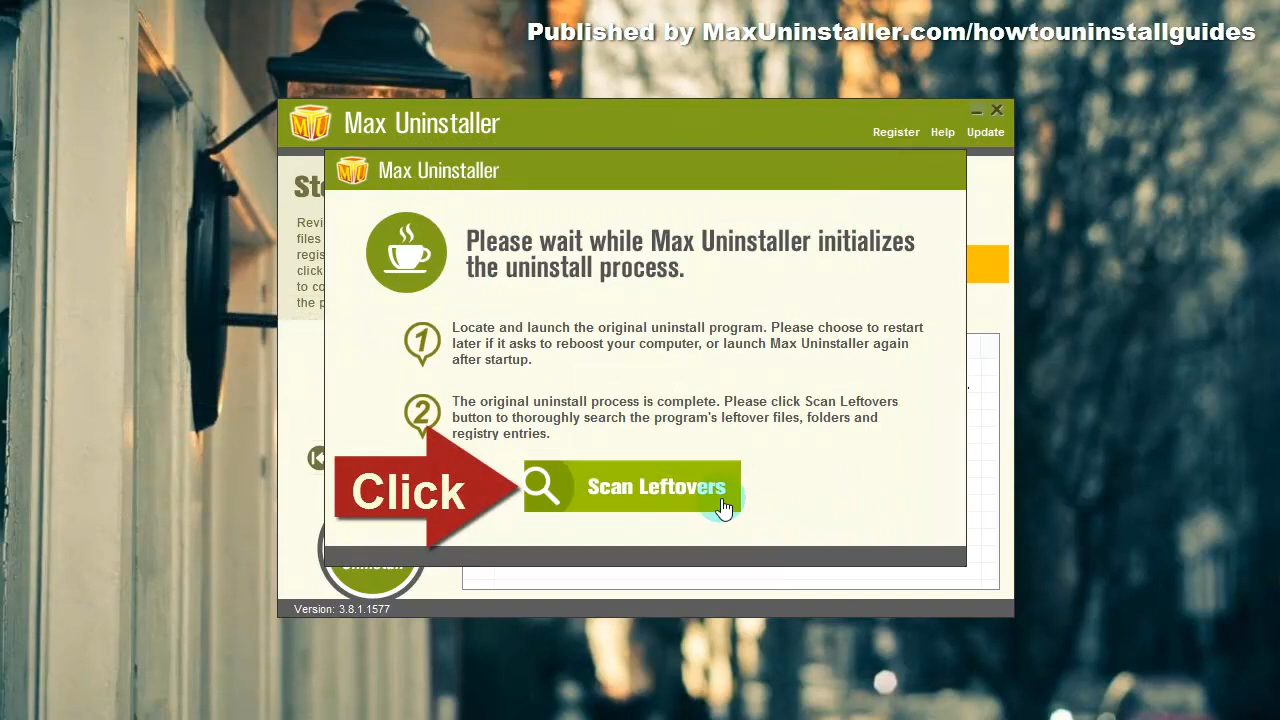 Published by MaxUninstaller.com/howtouninstallguides
Max Uninstaller
Register Help Update
Max Uninstaller
Please wait while Max Uninstaller initializes
the uninstall process.
1
Locate and launch the original uninstall program. Please choose to restart
later if it asks to reboost your computer, or launch Max Uninstaller again
after startup.
2
The original uninstall process is complete. Please click Scan Leftovers
button to thoroughly search the program's leftover files, folders and
registry entries.
Click
Scan Leftovers
files
click
Version: 3.8.1.1577